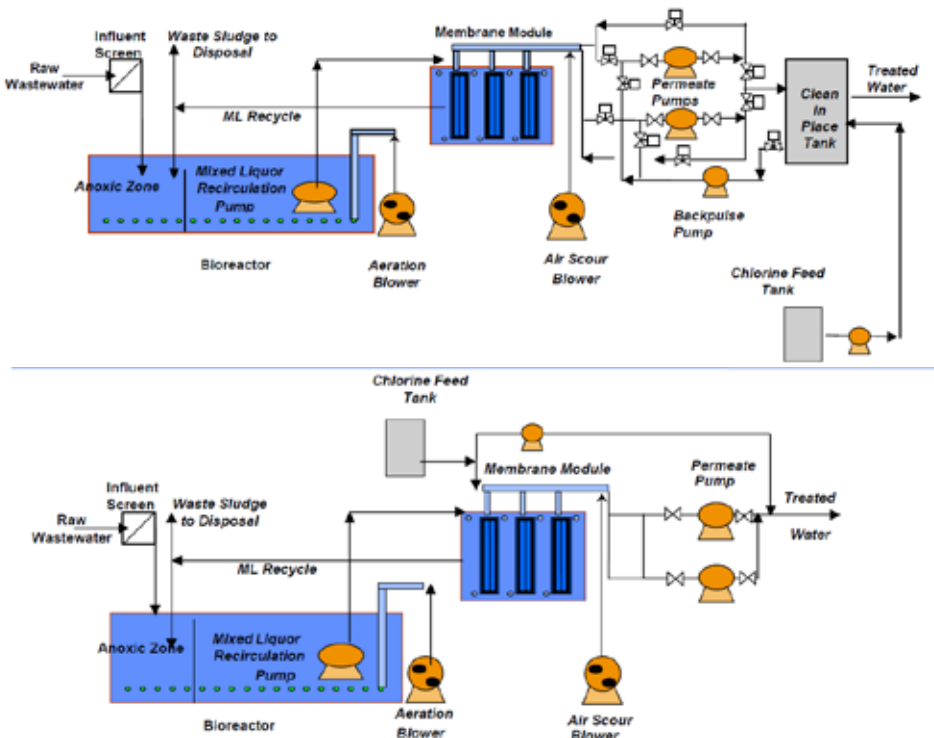 Waste Sludge to
Disposal
Influent
Screen
Raw
Wastewater
Membrane Module
Permeate
Pumps
Treated
Water
Clean
In
Place
Tank
ML Recycle
Anoxic Zone
Mixed Liquor
Recirculation
Pump
Bioreactor
Aeration
Blower
Air Scour
Blower
Backpulse
Pump
Chlorine Feed
Tank
Chlorine Feed
Tank
Membrane Module
Permeate
Pump
Treated
Water
Influent
Screen
Waste Sludge
to Disposal
Raw
Wastewater
ML Recycle
Anoxic Zone
Mixed Liquor
Recirculation
Pump
Bioreactor
Aeration
Blower
Air Scour
Blower